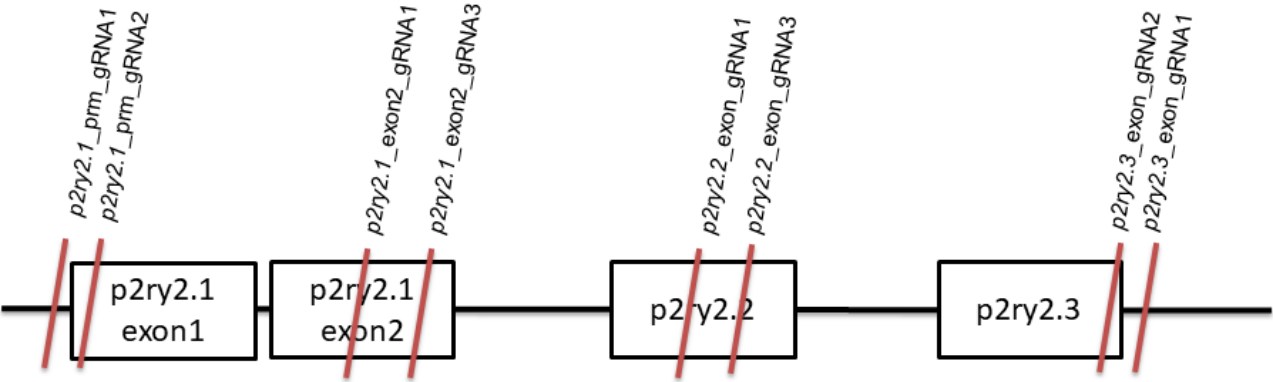 p2ry2.1_prm_gRNA1
p2ry2.1_prm_gRNA2
p2ry2.1_exon2_gRNA1
p2ry2.1_exon2_gRNA3
p2ry2.2_exon_gRNA1
p2ry2.2_exon_gRNA3
p2ry2.3_exon_gRNA2
p2ry2.3_exon_gRNA1
p2ry2.1
exon1
p2ry2.1
exon2
p2ry2.2
p2ry2.3